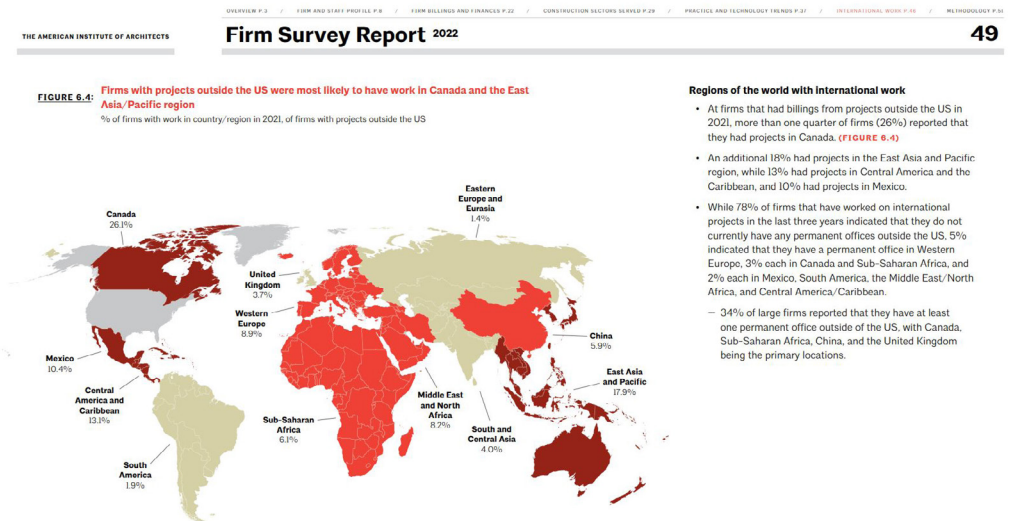 OVERVIEW P.3 / FIRM AND STAFF PROFILE P.8 / FIRM BILLINGS AND FINANCES P.22 / CONSTRUCTION SECTORS SERVED P.29 / PRACTICE AND TECHNOLOGY TRENDS P.37 / INTERNATIONAL WORK P.46 / METHODOLOGY P.51
THE AMERICAN INSTITUTE OF ARCHITECTS
Firm Survey Report 2022
49
FIGURE 6.4:
Firms with projects outside the US were most likely to have work in Canada and the East
Asia/Pacific region
% of firms with work in country/region in 2021, of firms with projects outside the US
Canada
26.1%
Eastern
Europe and
Eurasia
1.4%
United
Kingdom
3.7%
Western
Europe
8.9%
China
5.9%
Mexico
10.4%
East Asia
and Pacific
17.9%
Central
America and
Caribbean
13.1%
Middle East
and North
Africa
8.2%
Sub-Saharan
Africa
6.1%
South and
Central Asia
4.0%
South
America
1.9%
Regions of the world with international work
• At firms that had billings from projects outside the US in
2021, more than one quarter of firms (26%) reported that
they had projects in Canada. (FIGURE 6.4)
• An additional 18% had projects in the East Asia and Pacific
region, while 13% had projects in Central America and the
Caribbean, and 10% had projects in Mexico.
• While 78% of firms that have worked on international
projects in the last three years indicated that they do not
currently have any permanent offices outside the US, 5%
indicated that they have a permanent office in Western
Europe, 3% each in Canada and Sub-Saharan Africa, and
2% each in Mexico, South America, the Middle East/North
Africa, and Central America/Caribbean.
– 34% of large firms reported that they have at least
one permanent office outside of the US, with Canada,
Sub-Saharan Africa, China, and the United Kingdom
being the primary locations.